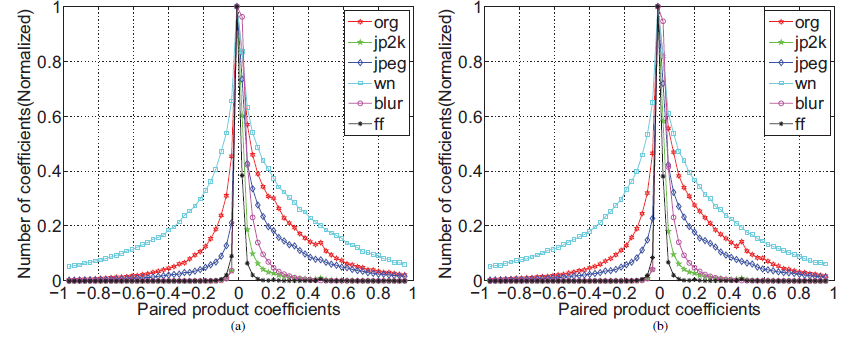 Number of coefficients(Normalized)
1
0.8
0.6
0.4
0.2
0
−1 −0.8 −0.6 −0.4 −0.2 0 0.2 0.4 0.6 0.8 1
Paired product coefficients
org
jp2k
jpeg
wn
blur
ff
(a)
Number of coefficients(Normalized)
1
0.8
0.6
0.4
0.2
0
−1 −0.8 −0.6 −0.4 −0.2 0 0.2 0.4 0.6 0.8 1
Paired product coefficients
org
jp2k
jpeg
wn
blur
ff
(b)